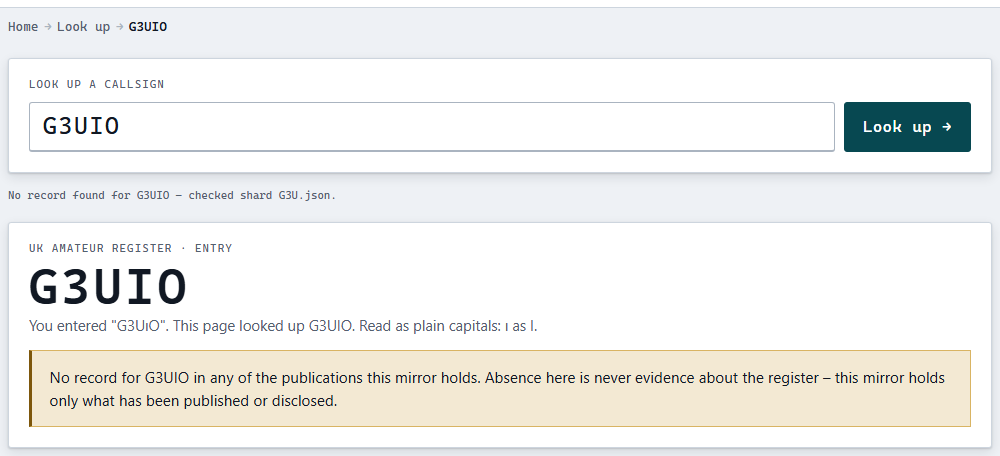 Home → Look up → G3UIO
LOOK UP A CALLSIGN
G3UIO
Look up →
No record found for G3UIO — checked shard G3U.json.
UK AMATEUR REGISTER · ENTRY
G3UIO
You entered "G3UıO". This page looked up G3UIO. Read as plain capitals: ı as I.
No record for G3UIO in any of the publications this mirror holds. Absence here is never evidence about the register – this mirror holds
only what has been published or disclosed.